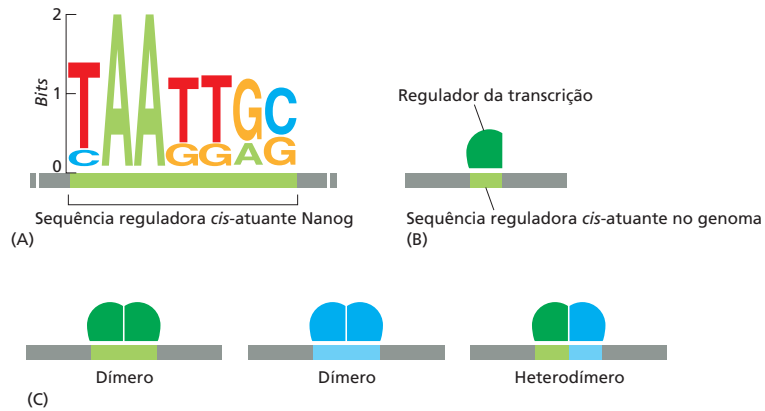 2
Bits
1
0
T
C
A
A
T
G
T
G
G
A
C
G
Sequência reguladora cis-atuante Nanog
(A)
Regulador da transcrição
Sequência reguladora cis-atuante no genoma
(B)
Dímero
Dímero
Heterodímero
(C)